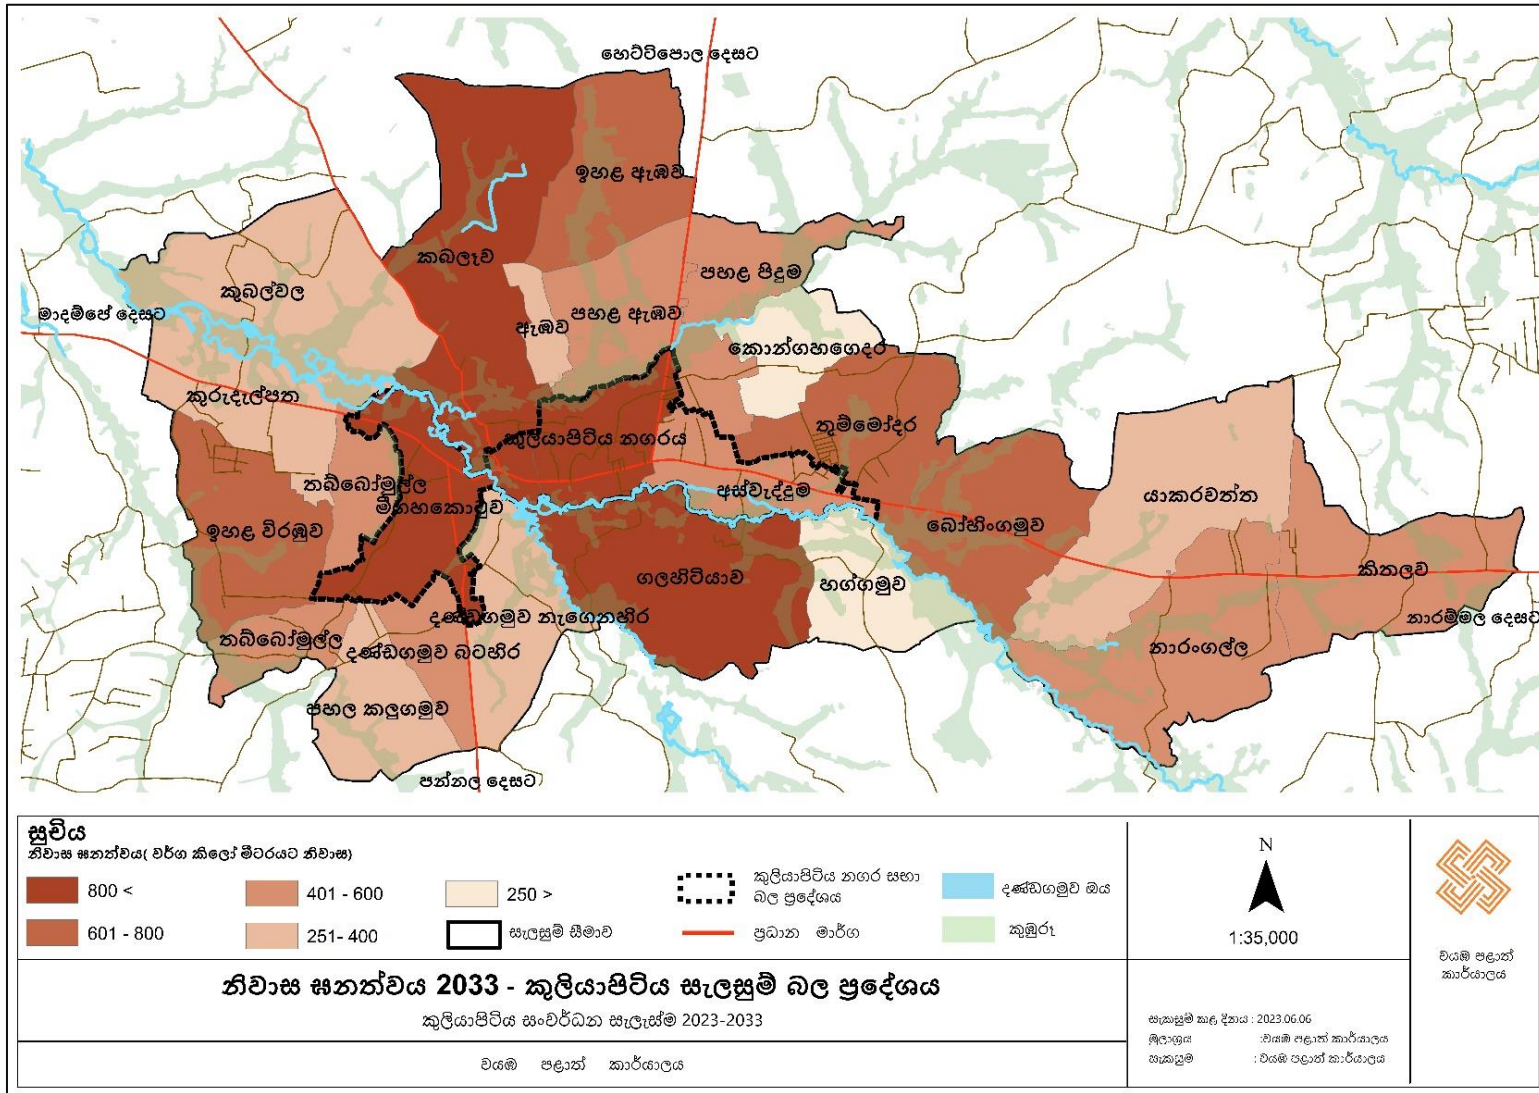 හෙට්ටිපොල දෙසට
ඉහළ ඇඹව
කබලෑව
පහළ පිදුම
කුබල්වල
මාදම්පේ දෙසට
ඇඹව
පහළ ඇඹව
කොන්ගහගෙදර
කුරුදැල්පත
තුම්මෝදර
කුලියාපිටිය නගරය
තබ්බෝමුල්ල
මීගහකොටුව
අස්වැද්දුම
යාකරවත්ත
ඉහළ විරඹුව
බෝහිංගමුව
ගලහිටියාව
හග්ගමුව
කිනලව
දණ්ඩගමුව නැගෙනහිර
නාරම්මල දෙසට
තබ්බෝමුල්ල
දණ්ඩගමුව බටහිර
නාරංගල්ල
පහල කලුගමුව
පන්නල දෙසට
සුචිය
නිවාස ඝනත්වය( වර්ග කිලෝ මීටරයට නිවාස)
800 <
401 - 600
250 >
කුලියාපිටිය නගර සභා
බල ප්‍රදේශය
දණ්ඩගමුව ඔය
601 - 800
251- 400
සැලසුම් සීමාව
ප්‍රධාන මාර්ග
කුඹුරු
N
1:35,000
වයඹ පළාත්
කාර්යාලය
නිවාස ඝනත්වය 2033 - කුලියාපිටිය සැලසුම් බල ප්‍රදේශය
කුලියාපිටිය සංවර්ධන සැලැස්ම 2023-2033
වයඹ පළාත් කාර්යාලය
සැකසුම් කළ දිනය : 2023.06.06
මූලාශ්‍රය :වයඹ පළාත් කාර්යාලය
සැකසුම : වයඹ පළාත් කාර්යාලය